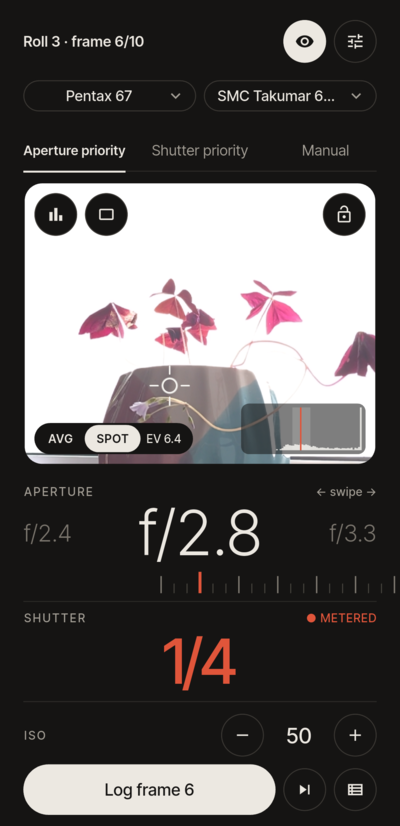 Roll 3 · frame 6/10
Pentax 67
SMC Takumar 6...
Aperture priority
Shutter priority
Manual
AVG
SPOT
EV 6.4
APERTURE
← swipe →
f/2.4
f/2.8
f/3.3
SHUTTER
METERED
1/4
ISO
50
Log frame 6